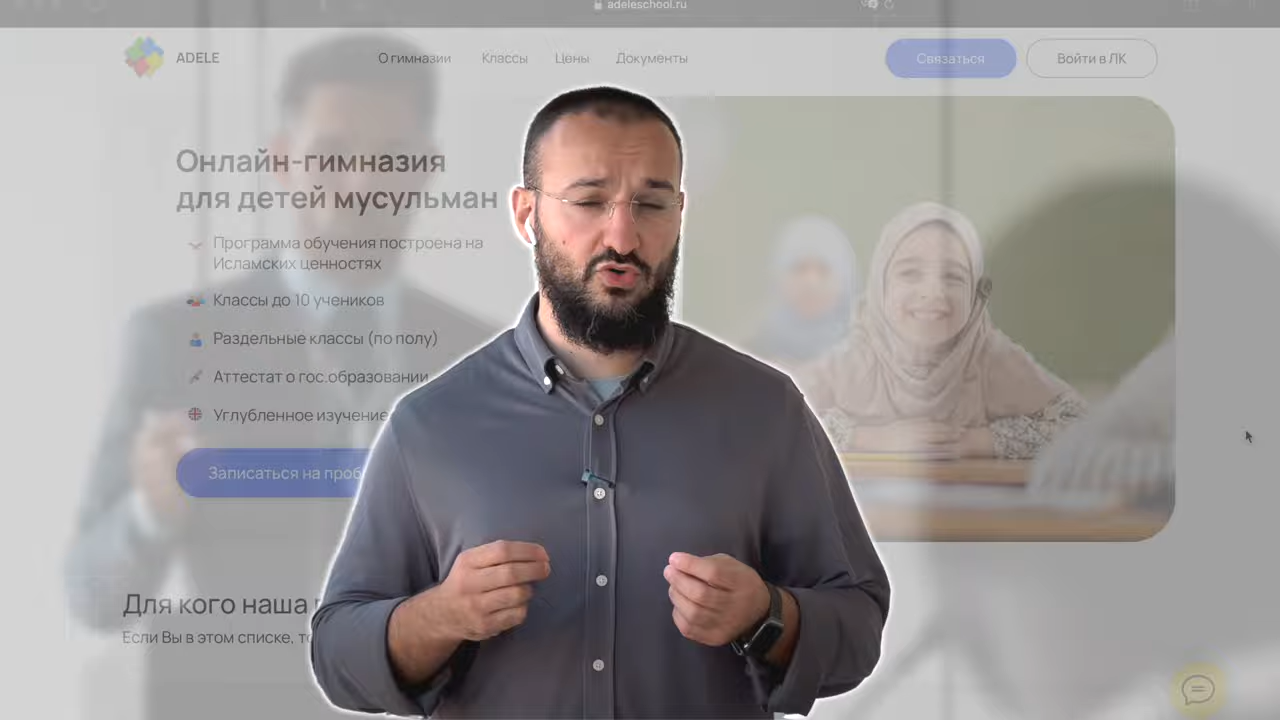 adeleschool.ru
ADELE
О гимназии
Классы
Цены
Документы
Связаться
Войти в ЛК
Онлайн-гимназия
для детей мусульман
Программа обучения построена на
Исламских ценностях
Классы до 10 учеников
Раздельные классы (по полу)
Аттестат о гос.образовании
Углубленное изучение
Записаться на
Для кого наша
Если Вы в этом списке,